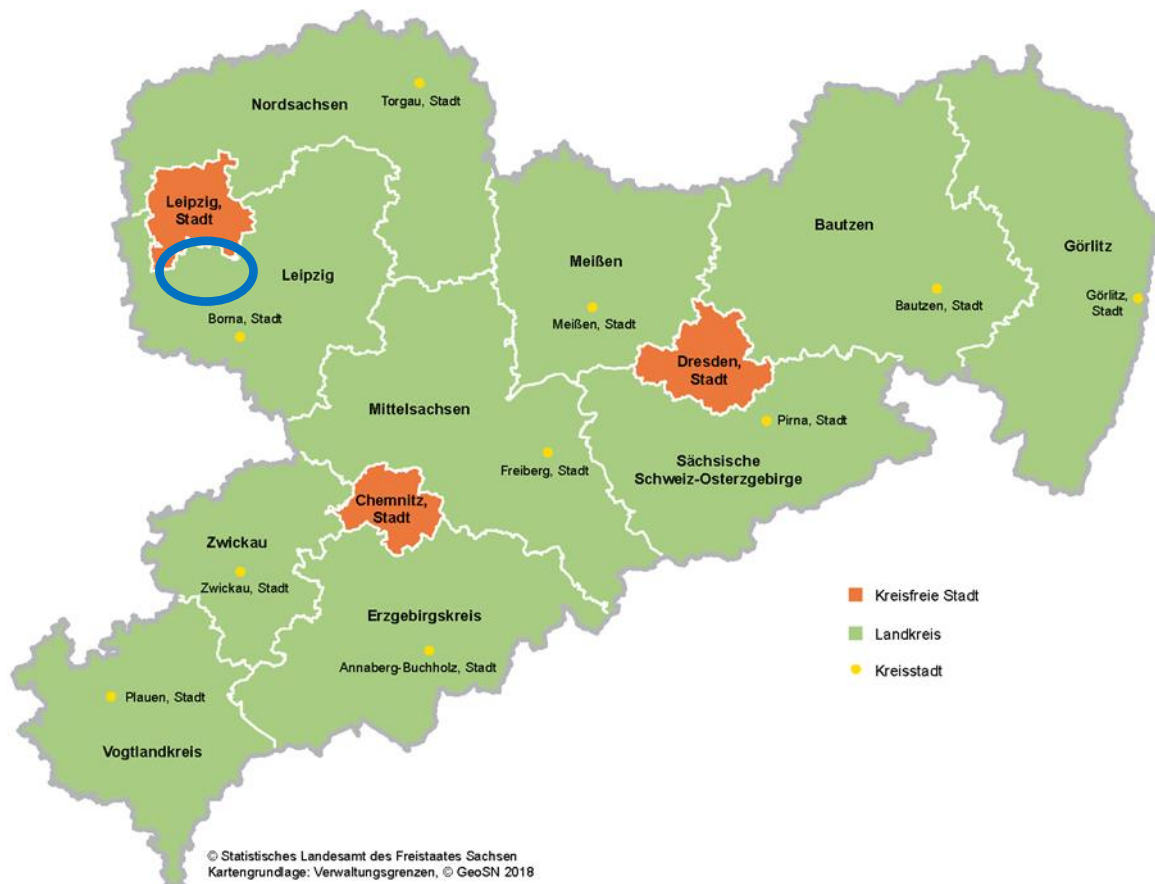 Torgau, Stadt
Nordsachsen
Leipzig,
Stadt
Leipzig
Borna, Stadt
Meißen
Meißen, Stadt
Bautzen
Bautzen, Stadt
Görlitz
Görlitz,
Stadt
Dresden,
Stadt
Mittelsachsen
Freiberg, Stadt
Pirna, Stadt
Sächsische
Schweiz-Osterzgebirge
Chemnitz,
Stadt
Zwickau
Zwickau, Stadt
Erzgebirgskreis
Annaberg-Buchholz, Stadt
Plauen, Stadt
Vogtlandkreis
Kreisfreie Stadt
Landkreis
Kreisstadt
© Statistisches Landesamt des Freistaates Sachsen
Kartengrundlage: Verwaltungsgrenzen, © GeoSN 2018